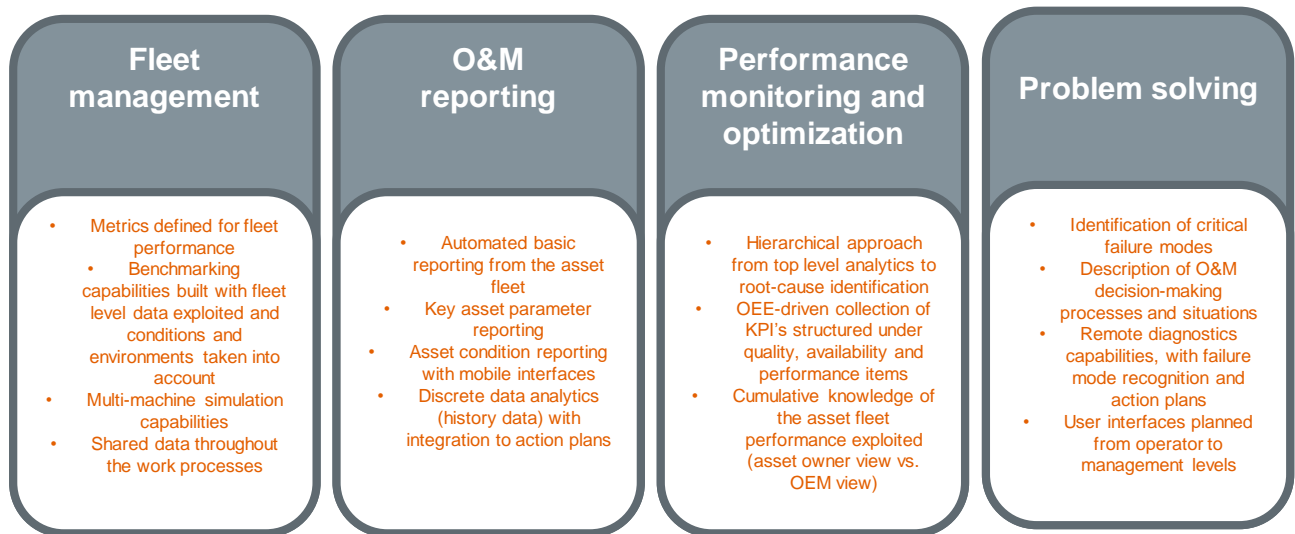 Fleet
management
• Metrics defined for fleet
performance
• Benchmarking
capabilities built with fleet
level data exploited and
conditions and
environments taken into
account
• Multi-machine simulation
capabilities
• Shared data throughout
the work processes
O&M
reporting
• Automated basic
reporting from the asset
fleet
• Key asset parameter
reporting
• Asset condition reporting
with mobile interfaces
• Discrete data analytics
(history data) with
integration to action plans
Performance
monitoring and
optimization
• Hierarchical approach
from top level analytics to
root-cause identification
• OEE-driven collection of
KPI's structured under
quality, availability and
performance items
• Cumulative knowledge of
the asset fleet
performance exploited
(asset owner view vs.
OEM view)
Problem solving
• Identification of critical
failure modes
• Description of O&M
decision-making
processes and situations
• Remote diagnostics
capabilities, with failure
mode recognition and
action plans
• User interfaces planned
from operator to
management levels